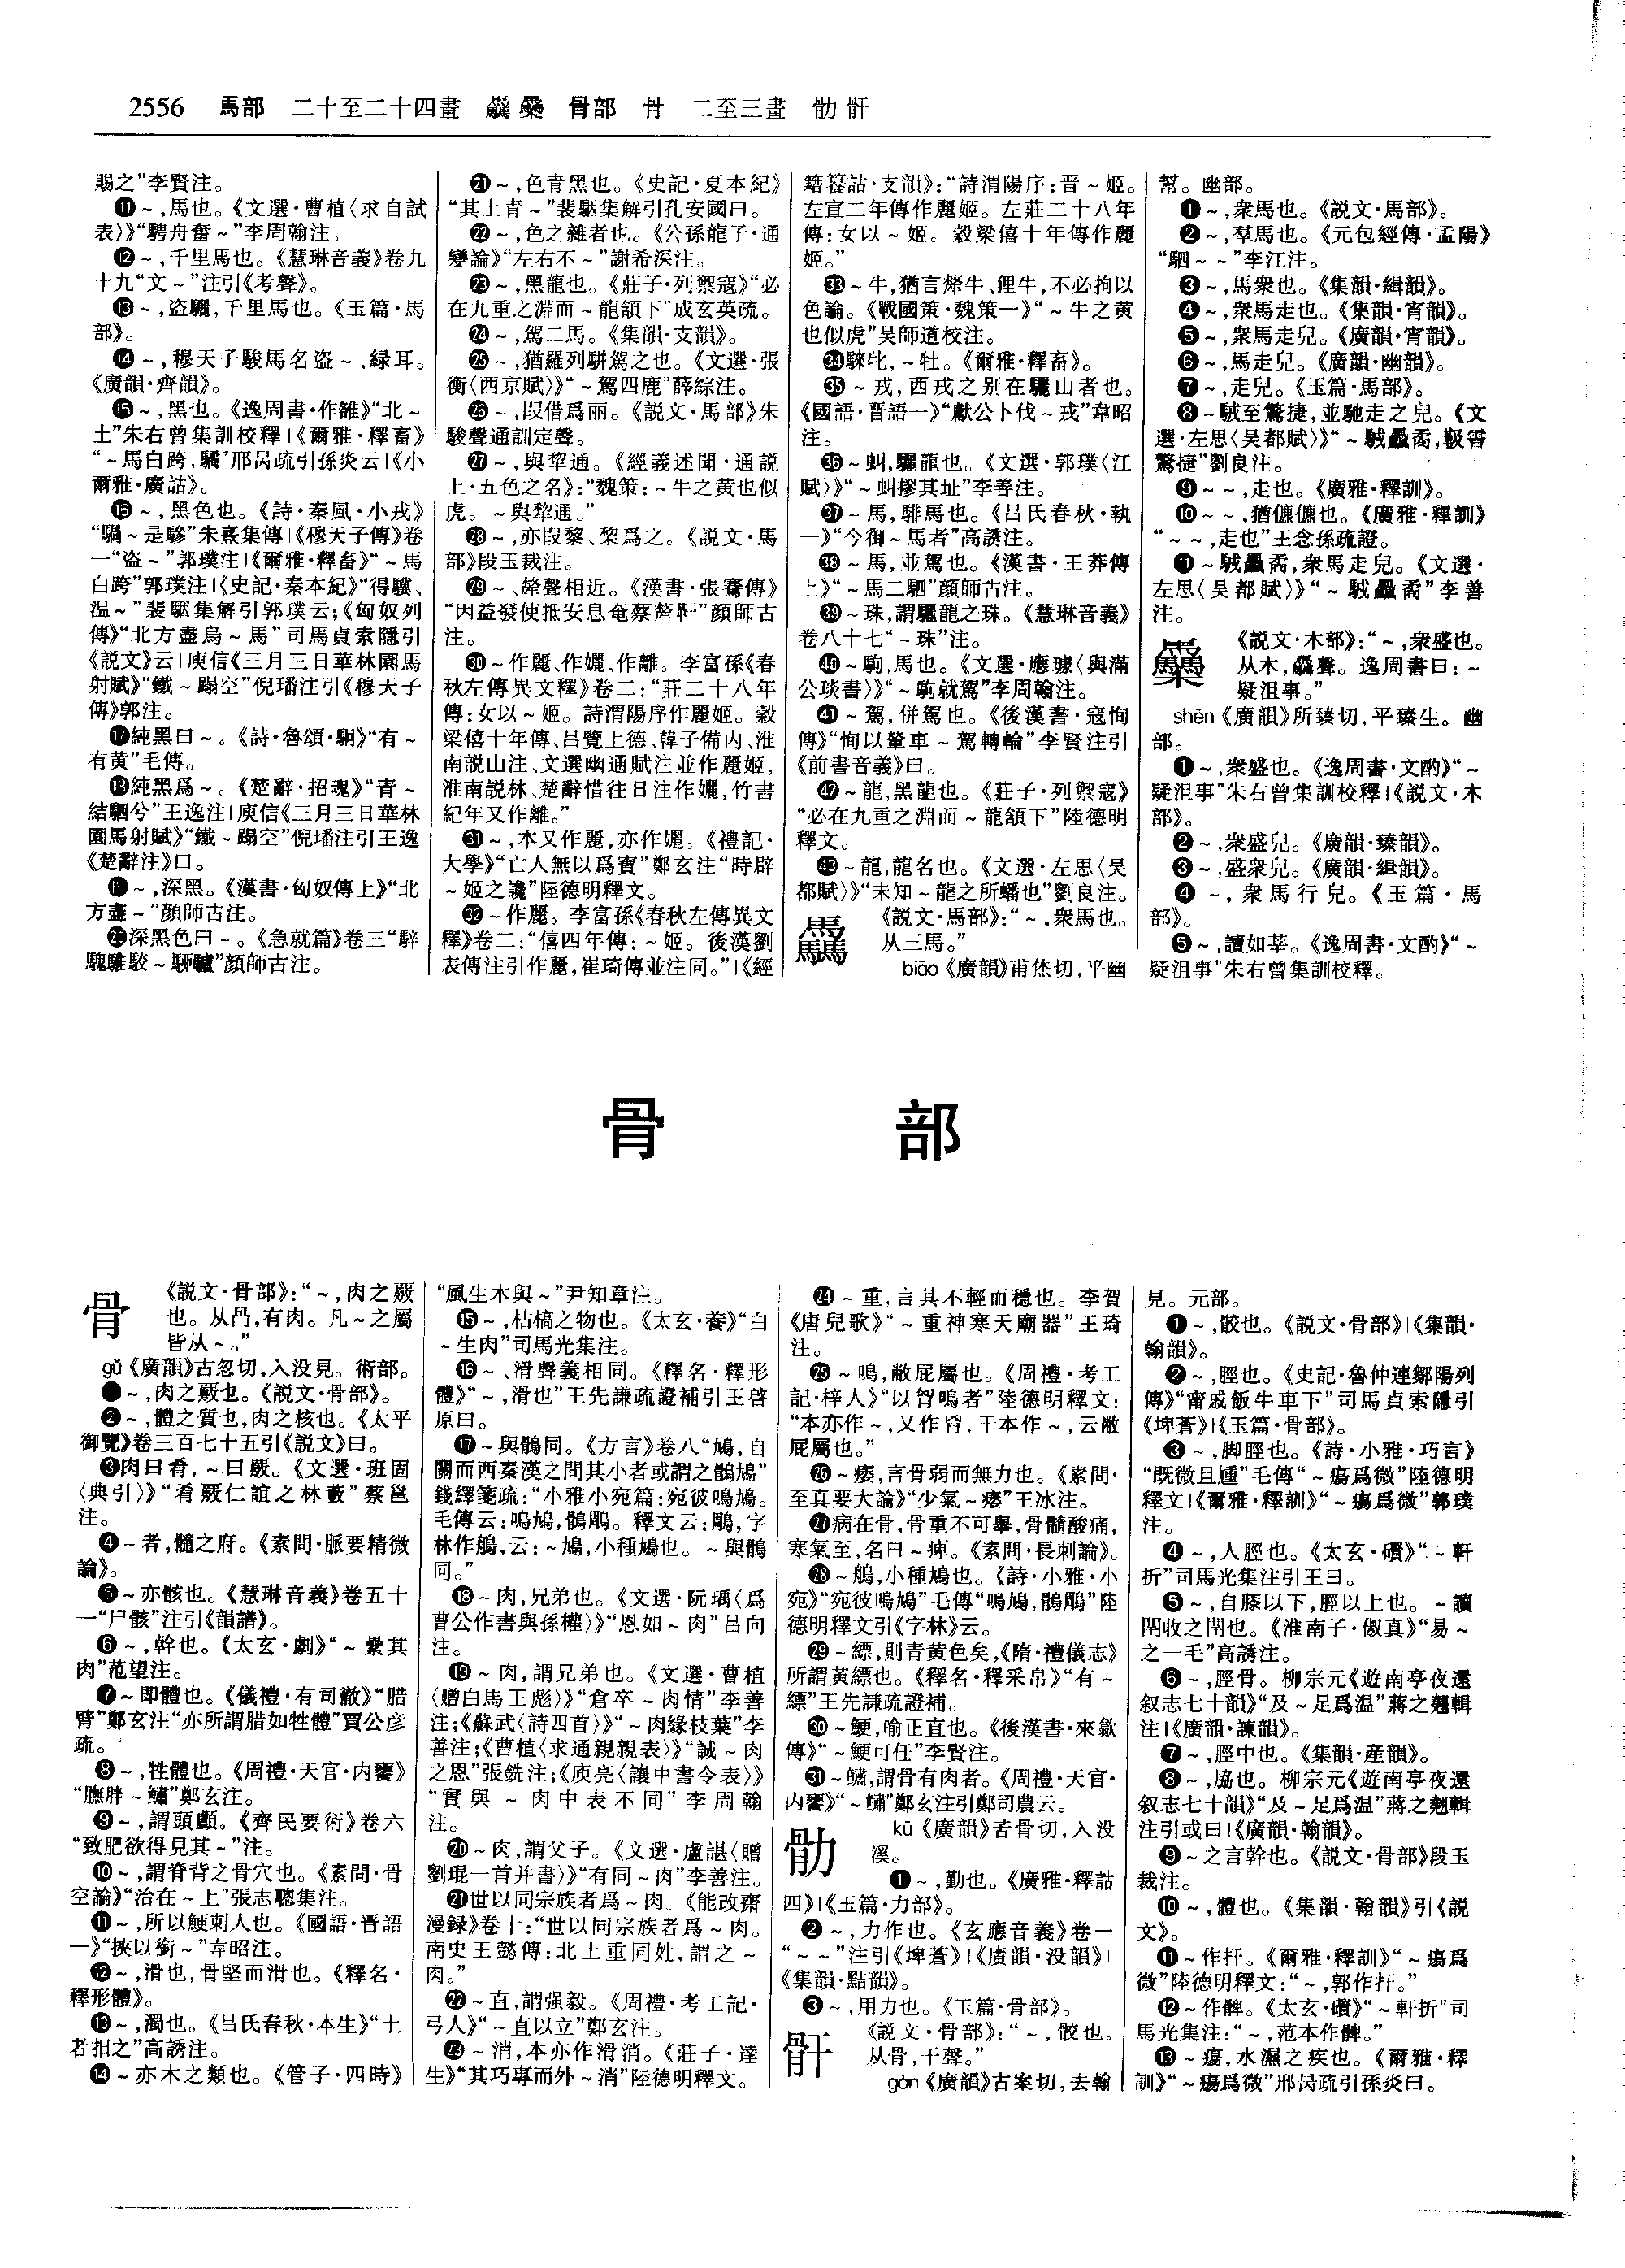 2556 馬部 二十至二十四畫 驫 骨部 骨 二至三畫 骨
賜之”李賢注。
⓫～,馬也。《文選·曹植〈求自試
表〉》“騁舟奮～”李周翰注。
⓬～,千里馬也。《慧琳音義》卷九
十九“文～”注引《考聲》。
⓭～,盜驪,千里馬也。《玉篇·馬
部》。
⓮～,穆天子駿馬名盜～、緑耳。
《廣韻·齊韻》。
⓯～,黑也。《逸周書·作雒》“北～
土”朱右曾集訓校釋|《爾雅·釋畜》
“～馬白跨,驈”邢昺疏引孫炎云|《小
爾雅·廣詁》。
⓰～,黑色也。《詩·秦風·小戎》
“騧～是驂”朱熹集傳|《穆天子傳》卷
一“盜～”郭璞注|《爾雅·釋畜》“～馬
白跨”郭璞注|《史記·秦本紀》“得驥、
温～”裴駰集解引郭璞云;《匈奴列
傳》“北方盡烏～馬”司馬貞索隱引
《説文》云|庾信《三月三日華林園馬
射賦》“鐵～蹋空”倪璠注引《穆天子
傳》郭注。
⓱純黑曰～。《詩·魯頌·駉》“有～
有黄”毛傳。
⓲純黑爲～。《楚辭·招魂》“青～
結駟兮”王逸注|庾信《三月三日華林
園馬射賦》“鐵～蹋空”倪璠注引王逸
《楚辭注》曰。
⓳～,深黑。《漢書·匈奴傳上》“北
方盡～”顔師古注。
⓴深黑色曰～。《急就篇》卷三“騂
騩騅駮～驪驢”顔師古注。
㉑～,色青黑也。《史記·夏本紀》
“其土青～”裴駰集解引孔安國曰。
㉒～,色之雜者也。《公孫龍子·通
變論》“左右不～”謝希深注。
㉓～,黑龍也。《莊子·列禦寇》“必
在九重之淵而～龍頷下”成玄英疏。
㉔～,駕二馬。《集韻·支韻》。
㉕～,猶羅列駢駕之也。《文選·張
衡〈西京賦〉》“～駕四鹿”薛綜注。
㉖～,叚借爲麗。《説文·馬部》朱
駿聲通訓定聲。
㉗～,與犂通。《經義述聞·通説
上·五色之名》:“魏策:～牛之黄也似
虎。～與犂通。”
㉘～,亦叚黎、棃爲之。《説文·馬
部》段玉裁注。
㉙～、犛聲相近。《漢書·張騫傳》
“因益發使抵安息奄蔡犛靬”顔師古
注。
㉚～作麗、作孋、作離。李富孫《春
秋左傳異文釋》卷二:“莊二十八年
傳:女以～姬。詩渭陽序作麗姬。穀
梁僖十年傳、吕覽上德、韓子備内、淮
南説山注、文選幽通賦注並作麗姬,
淮南説林、楚辭惜往日注作孋,竹書
紀年又作離。”
㉛～,本又作麗,亦作孋。《禮記·
大學》“亡人無以爲寶”鄭玄注“時辟
～姬之讒”陸德明釋文。
㉜～作麗。李富孫《春秋左傳異文
釋》卷二:“僖四年傳:～姬。後漢劉
表傳注引作麗,崔琦傳並注同。”|《經
籍籑詁·支韻》:“詩渭陽序:晋～姬。
左宣二年傳作麗姬。左莊二十八年
傳:女以～姬。穀梁僖十年傳作麗
姬。”
㉝～牛,猶言犖牛、貍牛,不必拘以
色論。《戰國策·魏策一》“～牛之黄
也似虎”吴師道校注。
㉞騋牝,～牡。《爾雅·釋畜》。
㉟～戎,西戎之别在驪山者也。
《國語·晋語一》“獻公卜伐～戎”韋昭
注。
㊱～虯,驪龍也。《文選·郭璞〈江
賦〉》“～虯摎其址”李善注。
㊲～馬,騑馬也。《吕氏春秋·執
一》“今御～馬者”高誘注。
㊳～馬,並駕也。《漢書·王莽傳
上》“～馬二駟”顔師古注。
㊴～珠,謂驪龍之珠。《慧琳音義》
卷八十七“～珠”注。
㊵～駒,馬也。《文選·應璩〈與滿
公琰書〉》“～駒就駕”李周翰注。
㊶～駕,併駕也。《後漢書·寇恂
傳》“恂以輦車～駕轉輸”李賢注引
《前書音義》曰。
㊷～龍,黑龍也。《莊子·列禦寇》
“必在九重之淵而～龍頷下”陸德明
釋文。
㊸～龍,龍名也。《文選·左思〈吴
都賦〉》“未知～龍之所蟠也”劉良注。
驫 《説文·馬部》:“～,衆馬也。
从三馬。”
biāo《廣韻》甫烋切,平幽
幫。幽部。
❶～,衆馬也。《説文·馬部》。
❷～,羣馬也。《元包經傳·孟陽》
“駟～～”李江注。
❸～,馬衆也。《集韻·緝韻》。
❹～,衆馬走也。《集韻·宵韻》。
❺～,衆馬走皃。《廣韻·宵韻》。
❻～,馬走皃。《廣韻·幽韻》。
❼～,走皃。《玉篇·馬部》。
❽～駥至驚捷,並馳走之皃。《文
選·左思〈吴都賦〉》“～駥飍矞,靸霅
驚捷”劉良注。
❾～～,走也。《廣雅·釋訓》。
❿～～,猶儦儦也。《廣雅·釋訓》
“～～,走也”王念孫疏證。
⓫～駥飍矞,衆馬走皃。《文選·
左思〈吴都賦〉》“～駥飍矞”李善
注。
《説文·木部》:“～,衆盛也。
从木,驫聲。逸周書曰:～
疑沮事。”
shēn《廣韻》所臻切,平臻生。幽
部。
❶～,衆盛也。《逸周書·文酌》“～
疑沮事”朱右曾集訓校釋|《説文·木
部》。
❷～,衆盛皃。《廣韻·臻韻》。
❸～,盛衆皃。《廣韻·緝韻》。
❹～,衆馬行皃。《玉篇·馬
部》。
❺～,讀如莘。《逸周書·文酌》“～
疑沮事”朱右曾集訓校釋。
骨 部
骨 《説文·骨部》:“～,肉之覈
也。从冎,有肉。凡～之屬
皆从～。”
gǔ《廣韻》古忽切,入没見。術部。
～,肉之覈也。《説文·骨部》。
❷～,體之質也,肉之核也。《太平
御覽》卷三百七十五引《説文》曰。
❸肉曰肴,～曰覈。《文選·班固
〈典引〉》“肴覈仁誼之林藪”蔡邕
注。
❹～者,髓之府。《素問·脈要精微
論》。
❺～亦骸也。《慧琳音義》卷五十
一“尸骸”注引《韻譜》。
❻～,幹也。《太玄·劇》“～纍其
肉”范望注。
❼～即體也。《儀禮·有司徹》“腊
臂”鄭玄注“亦所謂腊如牲體”賈公彦
疏。
❽～,牲體也。《周禮·天官·内饔》
“膴胖～鱐”鄭玄注。
❾～,謂頭顱。《齊民要術》卷六
“致肥欲得見其～”注。
❿～,謂脊背之骨穴也。《素問·骨
空論》“治在～上”張志聰集注。
⓫～,所以鯁刺人也。《國語·晋語
一》“挾以銜～”韋昭注。
⓬～,滑也,骨堅而滑也。《釋名·
釋形體》。
⓭～,濁也。《吕氏春秋·本生》“土
者抇之”高誘注。
⓮～亦木之類也。《管子·四時》
“風生木與～”尹知章注。
⓯～,枯槁之物也。《太玄·養》“白
～生肉”司馬光集注。
⓰～、滑聲義相同。《釋名·釋形
體》“～,滑也”王先謙疏證補引王啓
原曰。
⓱～與鶻同。《方言》卷八“鳩,自
關而西秦漢之間其小者或謂之鶻鳩”
錢繹箋疏:“小雅小宛篇:宛彼鳴鳩。
毛傳云:鳴鳩,鶻鵰。釋文云:鵰,字
林作鶻,云:～鳩,小種鳩也。～與鶻
同。”
⓲～肉,兄弟也。《文選·阮瑀〈爲
曹公作書與孫權〉》“恩如～肉”吕向
注。
⓳～肉,謂兄弟也。《文選·曹植
〈贈白馬王彪〉》“倉卒～肉情”李善
注;《蘇武〈詩四首〉》“～肉緣枝葉”李
善注;《曹植〈求通親親表〉》“誠～肉
之恩”張銑注;《庾亮〈讓中書令表〉》
“實與～肉中表不同”李周翰
注。
⓴～肉,謂父子。《文選·盧諶〈贈
劉琨一首并書〉》“有同～肉”李善注。
㉑世以同宗族者爲～肉。《能改齋
漫録》卷十:“世以同宗族者爲～肉。
南史王懿傳:北土重同姓,謂之～
肉。”
㉒～直,謂强毅。《周禮·考工記·
弓人》“～直以立”鄭玄注。
㉓～消,本亦作滑消。《莊子·達
生》“其巧專而外～消”陸德明釋文。
㉔～重,言其不輕而穩也。李賀
《唐兒歌》“～重神寒天廟器”王琦
注。
㉕～鳴,敝屁屬也。《周禮·考工
記·梓人》“以胷鳴者”陸德明釋文:
“本亦作～,又作胷,干本作～,云敝
屁屬也。”
㉖～痿,言骨弱而無力也。《素問·
至真要大論》“少氣～痿”王冰注。
㉗病在骨,骨重不可舉,骨髓酸痛,
寒氣至,名曰～痹。《素問·長刺論》。
㉘～鵃,小種鳩也。《詩·小雅·小
宛》“宛彼鳴鳩”毛傳“鳴鳩,鶻鵰”陸
德明釋文引《字林》云。
㉙～縹,則青黄色矣,《隋·禮儀志》
所謂黄縹也。《釋名·釋采帛》“有～
縹”王先謙疏證補。
㉚～鯁,喻正直也。《後漢書·來歙
傳》“～鯁可任”李賢注。
㉛～鱐,謂骨有肉者。《周禮·天官·
内饔》“～鱐”鄭玄注引鄭司農云。
kū《廣韻》苦骨切,入没
溪。
❶～,勤也。《廣雅·釋詁
四》|《玉篇·力部》。
❷～,力作也。《玄應音義》卷一
“～～”注引《埤蒼》|《廣韻·没韻》|
《集韻·黠韻》。
❸～,用力也。《玉篇·骨部》。
骭 《説文·骨部》:“～,骹也。
从骨,干聲。”
gàn《廣韻》古案切,去翰
見。元部。
❶～,骹也。《説文·骨部》|《集韻·
翰韻》。
❷～,脛也。《史記·魯仲連鄒陽列
傳》“甯戚飯牛車下”司馬貞索隱引
《埤蒼》|《玉篇·骨部》。
❸～,脚脛也。《詩·小雅·巧言》
“既微且尰”毛傳“～瘍爲微”陸德明
釋文|《爾雅·釋訓》“～瘍爲微”郭璞
注。
❹～,人脛也。《太玄·礥》“～軒
折”司馬光集注引王曰。
❺～,自膝以下,脛以上也。～讀
閈收之閈也。《淮南子·俶真》“易～
之一毛”高誘注。
❻～,脛骨。柳宗元《遊南亭夜還
叙志七十韻》“及～足爲温”蔣之翹輯
注|《廣韻·諫韻》。
❼～,脛中也。《集韻·産韻》。
❽～,脇也。柳宗元《遊南亭夜還
叙志七十韻》“及～足爲温”蔣之翹輯
注引或曰|《廣韻·翰韻》。
❾～之言幹也。《説文·骨部》段玉
裁注。
❿～,體也。《集韻·翰韻》引《説
文》。
⓫～作扞。《爾雅·釋訓》“～瘍爲
微”陸德明釋文:“～,郭作扞。”
⓬～作髀。《太玄·礥》“～軒折”司
馬光集注:“～,范本作髀。”
⓭～瘍,水濕之疾也。《爾雅·釋
訓》“～瘍爲微”邢昺疏引孫炎曰。